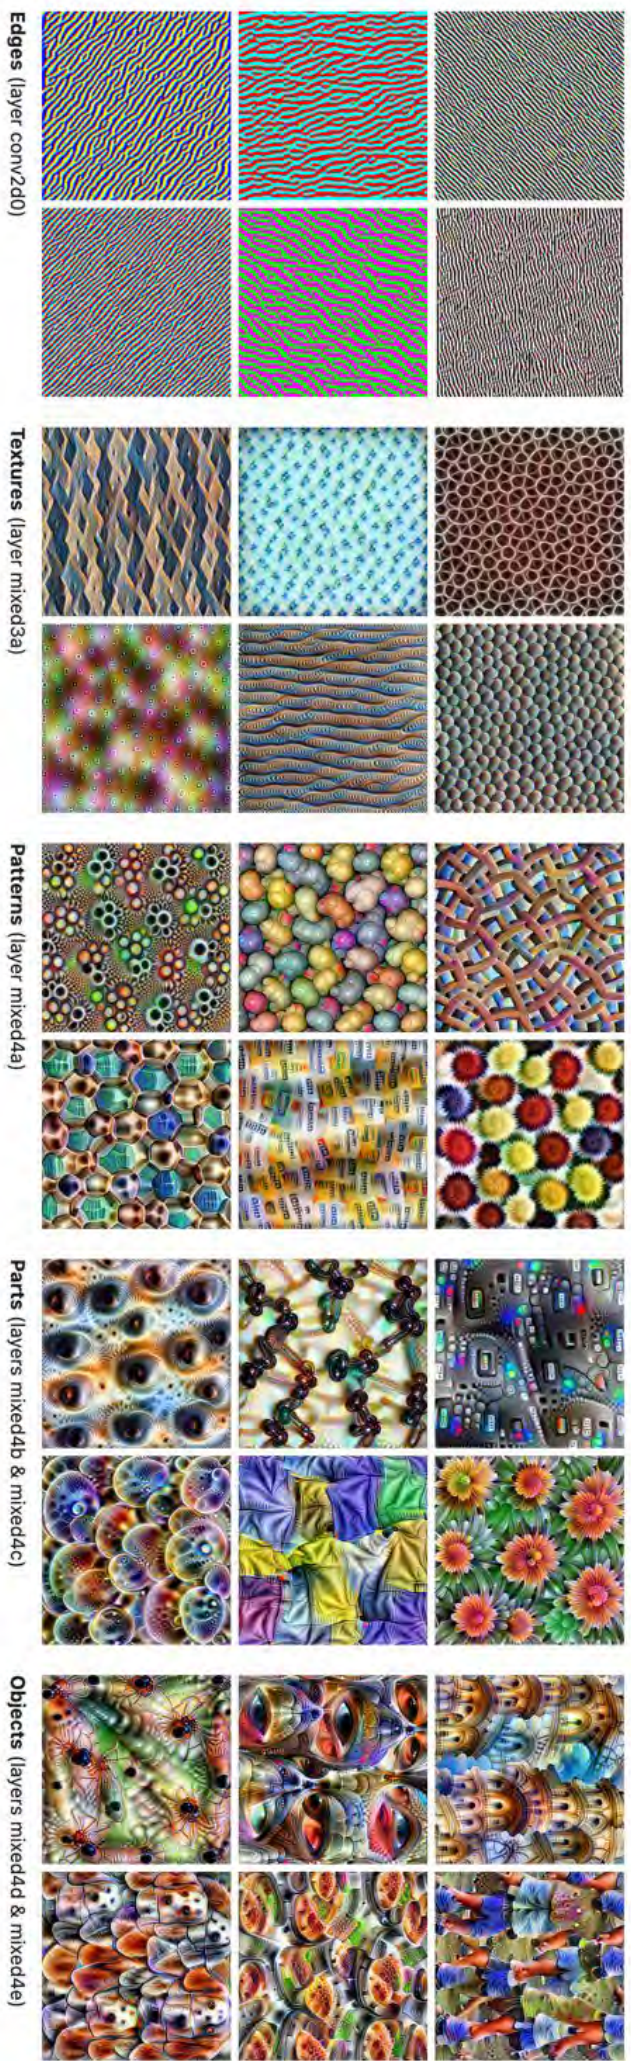 Edges (layer conv2d0)
Textures (layer mixed3a)
Patterns (layer mixed4a)
Parts (layers mixed4b & mixed4c)
Objects (layers mixed4d & mixed4e)